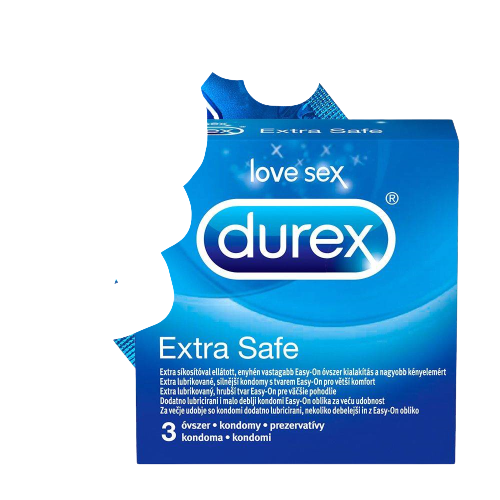 Extra Safe
love sex
durex®
Extra Safe
Extra síkosítóval ellátott, enyhén vastagabb Easy-On óvszer kialakítás a nagyobb kényelemért
Extra lubrikované, silnější kondomy s tvarem Easy-On pro větší komfort
Extra lubrikovaný, hrubší tvar Easy-On pre väčšie pohodlie
Dodatno lubricirani i malo deblji kondomi Easy-On oblika za veću udobnost
Za večje udobje so kondomi dodatno lubricirani, nekoliko debelejši in z Easy-On obliko
3 óvszer • kondomy • prezervatívy
kondoma • kondomi